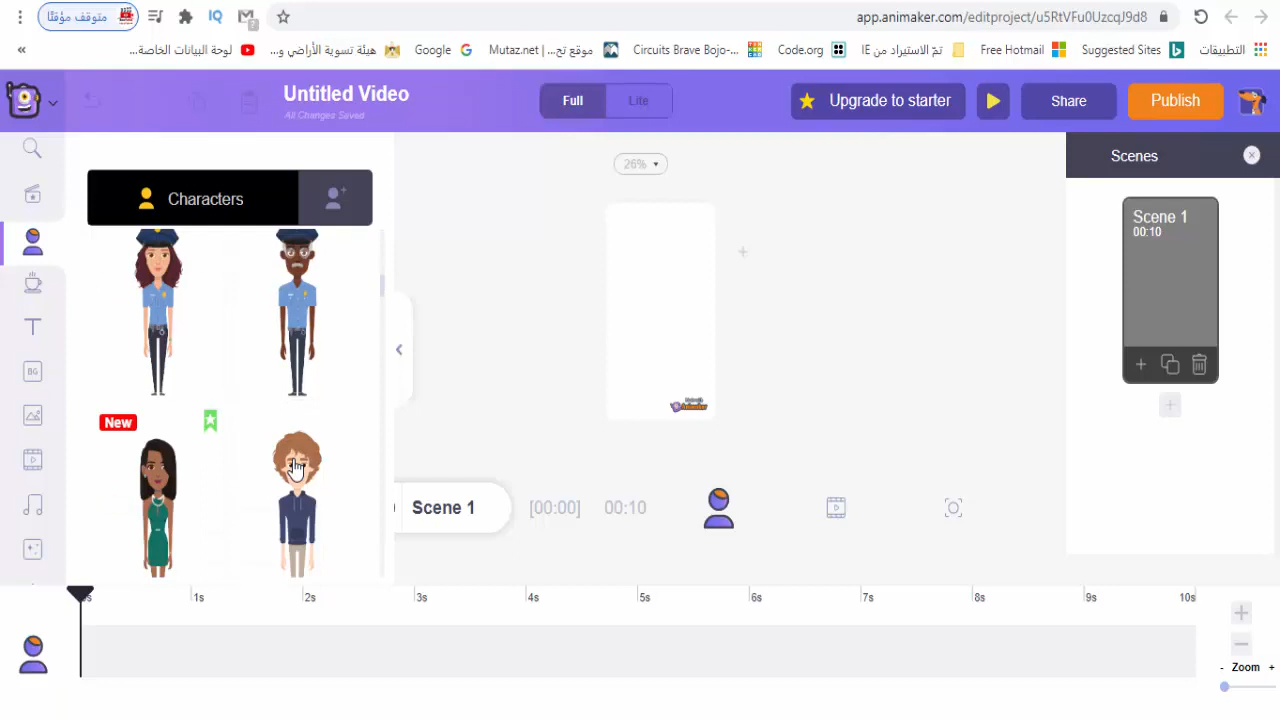 متوقف مؤقتًا
IQ
app.animaker.com/editproject/u5RtVFu0UzcqJ9d8
«
لوحة البيانات الخاصة...
هيئة تسوية الأراضي و...
Google
موقع تج... | Mutaz.net
Circuits Brave Bojo-...
Code.org
تمّ الاستيراد من IE
Free Hotmail
Suggested Sites
التطبيقات
Untitled Video
All Changes Saved
Full
Lite
Upgrade to starter
Share
Publish
Characters
26%
Scenes
Scene 1
00:10
New
BG
Scene 1
[00:00]
00:10
1s
2s
3s
4s
5s
6s
7s
8s
9s
10s
- Zoom +